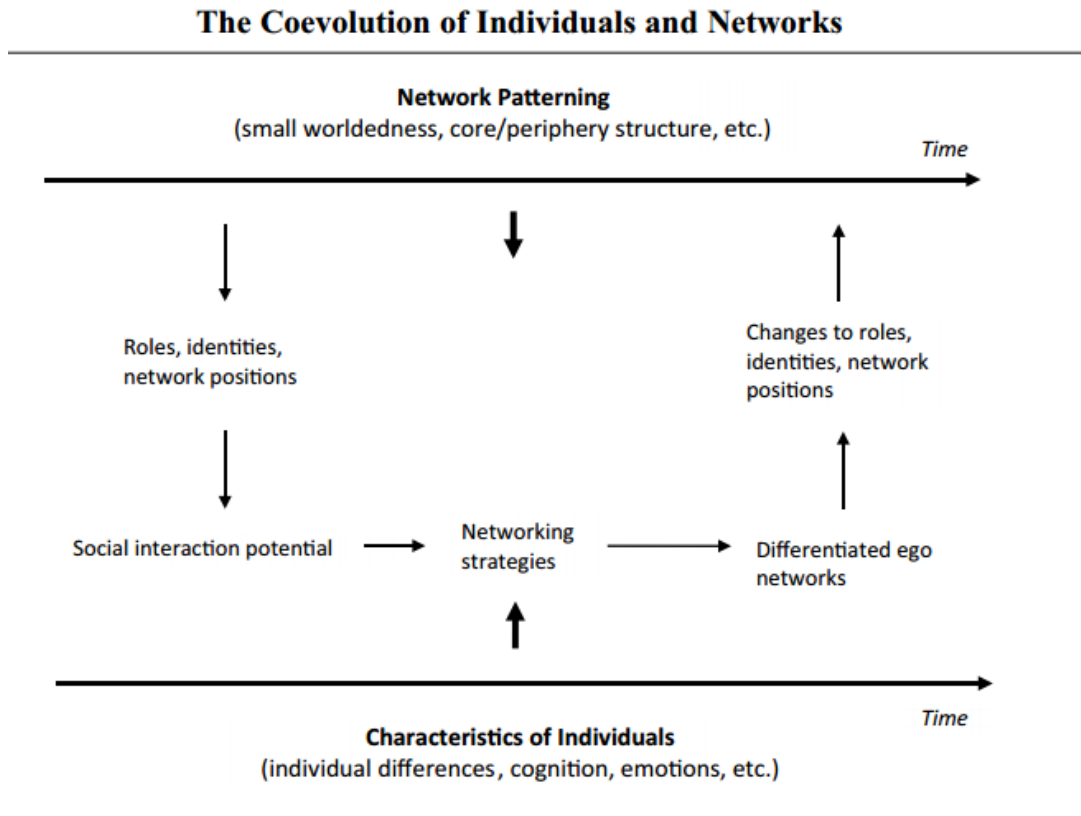 The Coevolution of Individuals and Networks
Network Patterning
(small worldedness, core/periphery structure, etc.)
Time
Roles, identities,
network positions
Changes to roles,
identities, network
positions
Social interaction potential
Networking
strategies
Differentiated ego
networks
Time
Characteristics of Individuals
(individual differences, cognition, emotions, etc.)